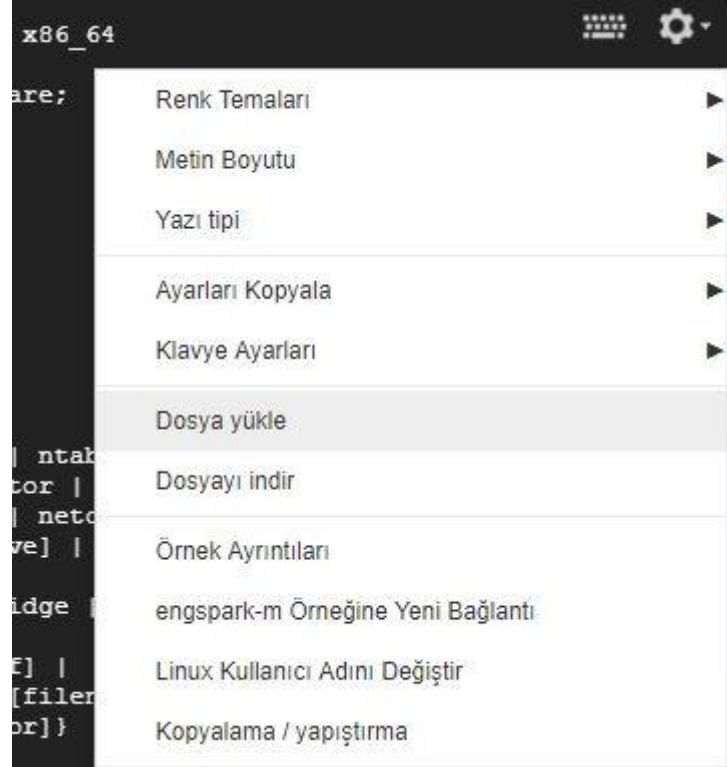 x86_64
are;
Renk Temaları
Metin Boyutu
Yazı tipi
Ayarları Kopyala
Klavye Ayarları
Dosya yükle
| ntab
Dosyayı indir
tor |
| netc
ve] |
Örnek Ayrıntıları
idge |
engspark-m Örneğine Yeni Bağlantı
f] |
Linux Kullanıcı Adını Değiştir
[filen
or]}
Kopyalama / yapıştırma